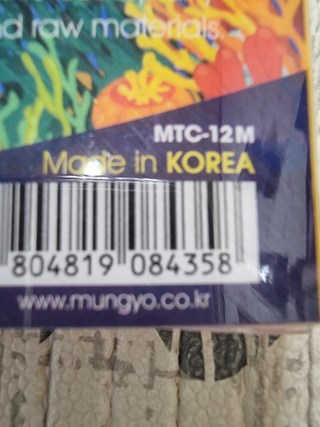 nd raw materials.
MTC-12M
Made in KOREA
804819 084358
www.mungyo.co.kr